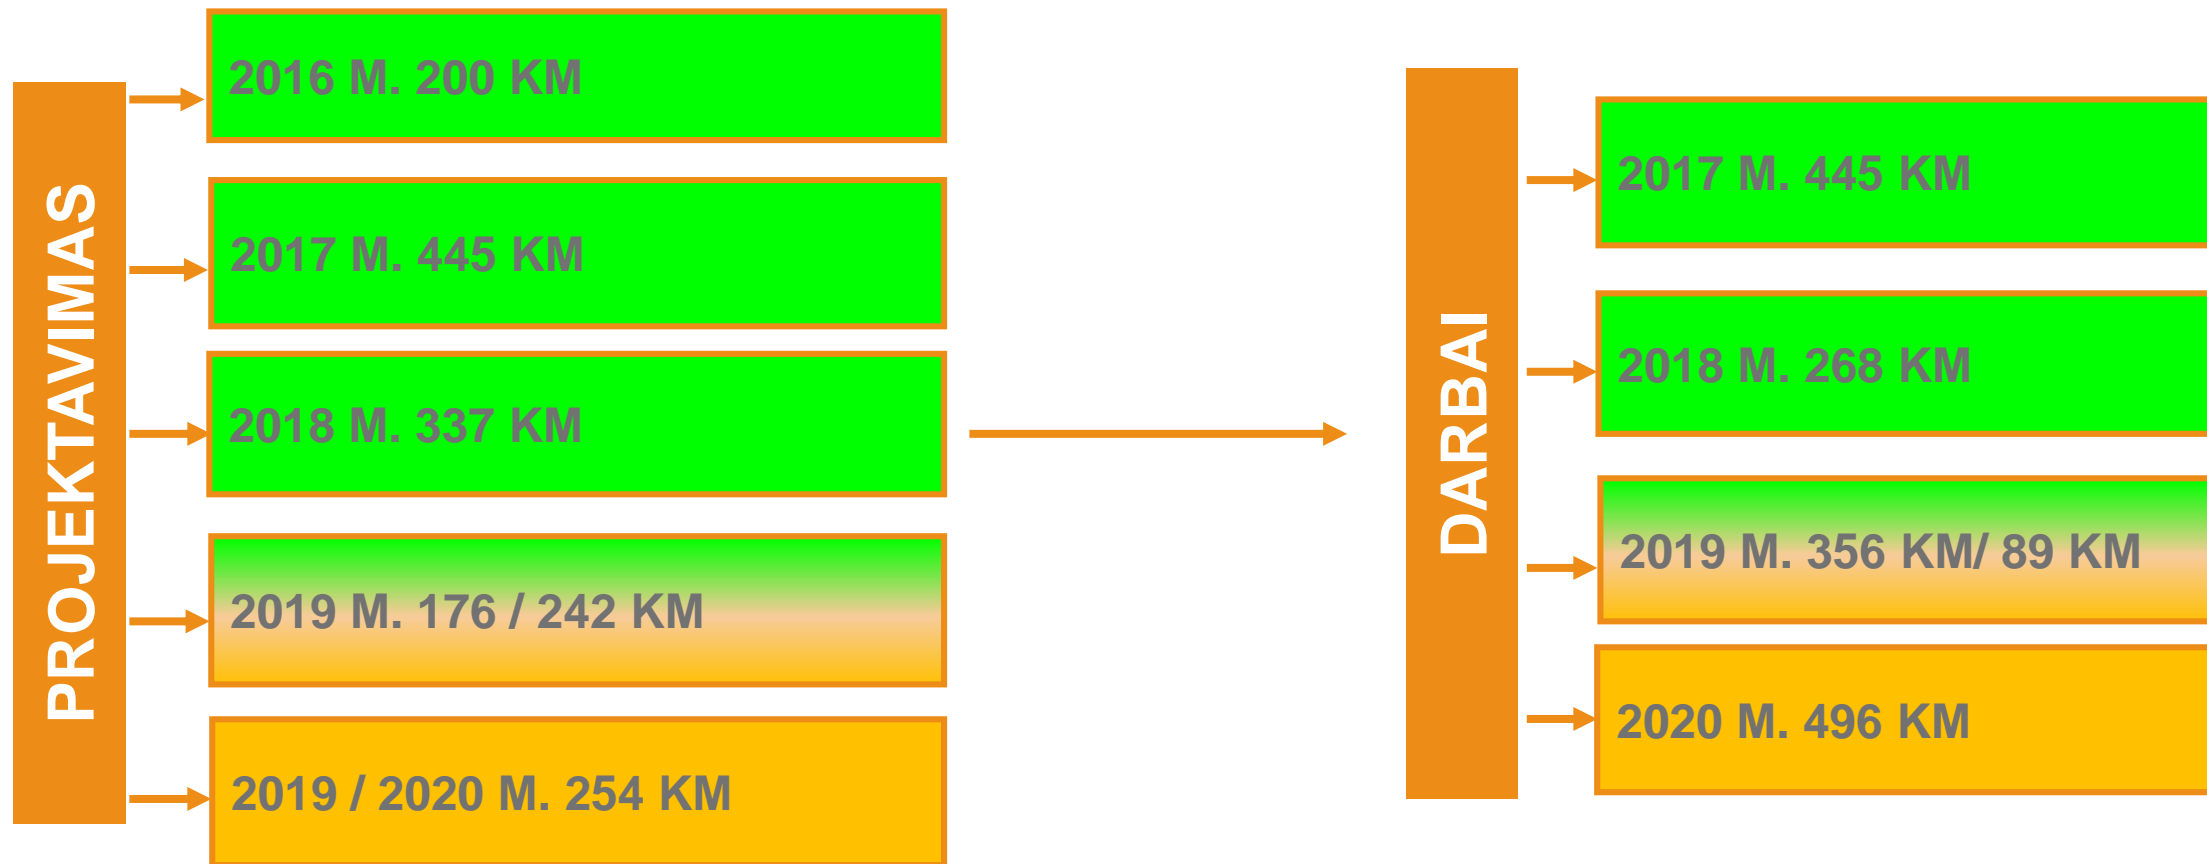 PROJEKTAVIMAS
2016 M. 200 KM
2017 M. 445 KM
2018 M. 337 KM
2019 M. 176 / 242 KM
2019 / 2020 M. 254 KM
DARBAI
2017 M. 445 KM
2018 M. 268 KM
2019 M. 356 KM/ 89 KM
2020 M. 496 KM